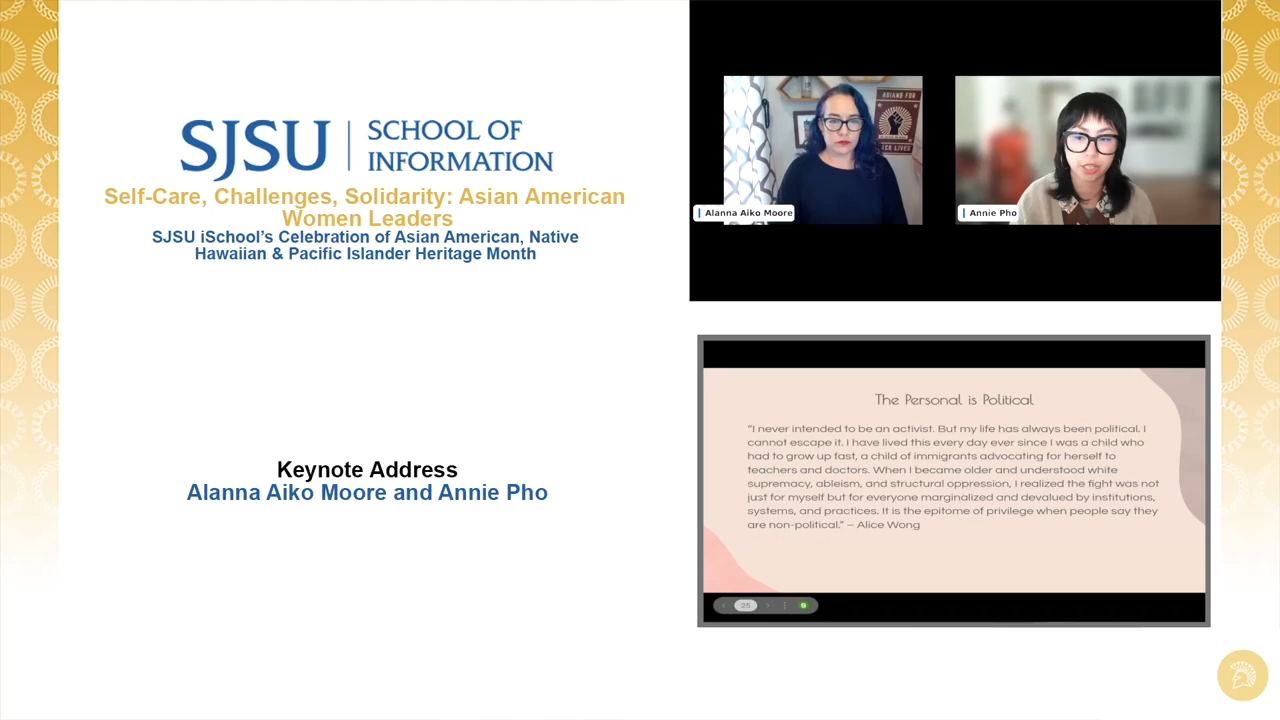 SJSU
SCHOOL OF
INFORMATION
Self-Care, Challenges, Solidarity: Asian American
Women Leaders
SJSU iSchool’s Celebration of Asian American, Native
Hawaiian & Pacific Islander Heritage Month
Keynote Address
Alanna Aiko Moore and Annie Pho
ASIANS FOR
LIVES
Alanna Aiko Moore
Annie Pho
The Personal is Political
“I never intended to be an activist. But my life has always been political. I
cannot escape it. I have lived this every day ever since I was a child who
had to grow up fast, a child of immigrants advocating for herself to
teachers and doctors. When I became older and understood white
supremacy, ableism, and structural oppression, I realized the fight was not
just for myself but for everyone marginalized and devalued by institutions,
systems, and practices. It is the epitome of privilege when people say they
are non-political.” – Alice Wong
25